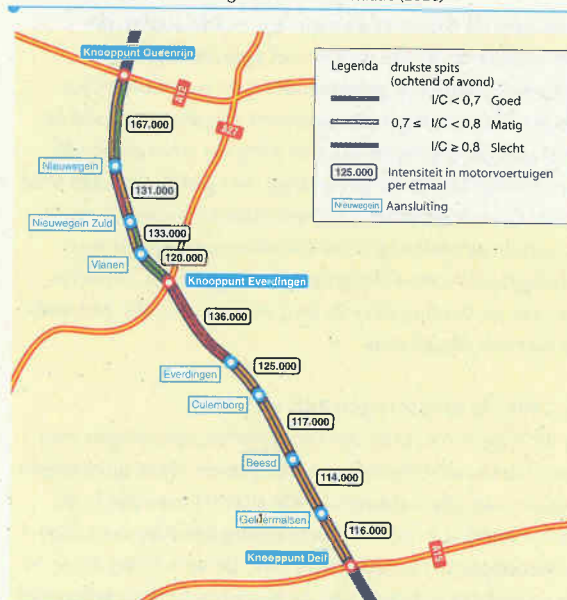 Knooppunt Oudenrijn
A12
A27
167.000
Nieuwegein
131.000
Nieuwegein Zuid
133.000
Vianen
120.000
Knooppunt Everdingen
136.000
Everdingen
125.000
Culemborg
117.000
Beesd
114.000
Geldermalsen
116.000
Knooppunt Deil
A15
Legenda drukste spits
(ochtend of avond)
I/C < 0,7 Goed
0,7 ≤ I/C < 0,8 Matig
I/C ≥ 0,8 Slecht
125.000 Intensiteit in motorvoertuigen
per etmaal
Nieuwegein Aansluiting